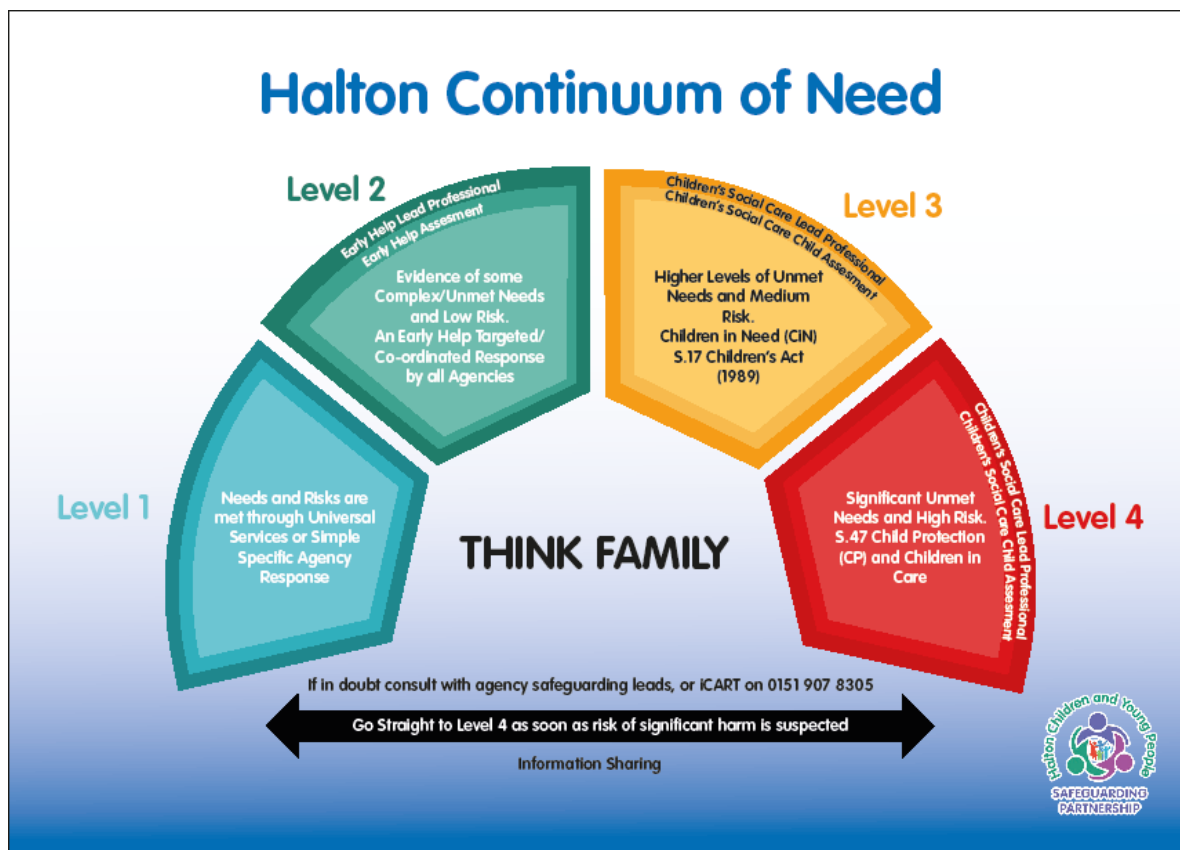 Halton Continuum of Need
Level 1
Needs and Risks are
met through Universal
Services or Simple
Specific Agency
Response
Level 2
Early Help Lead Professional
Early Help Assesment
Evidence of some
Complex/Unmet Needs
and Low Risk.
An Early Help Targeted/
Co-ordinated Response
by all Agencies
Level 3
Children's Social Care Lead Professional
Children's Social Care Child Assesment
Higher Levels of Unmet
Needs and Medium
Risk.
Children in Need (CiN)
S.17 Children's Act
(1989)
Level 4
Children's Social Care Lead Professional
Children's Social Care Child Assesment
Significant Unmet
Needs and High Risk.
S.47 Child Protection
(CP) and Children in
Care
THINK FAMILY
If in doubt consult with agency safeguarding leads, or iCART on 0151 907 8305
Go Straight to Level 4 as soon as risk of significant harm is suspected
Information Sharing
Halton Children and Young People
SAFEGUARDING
PARTNERSHIP